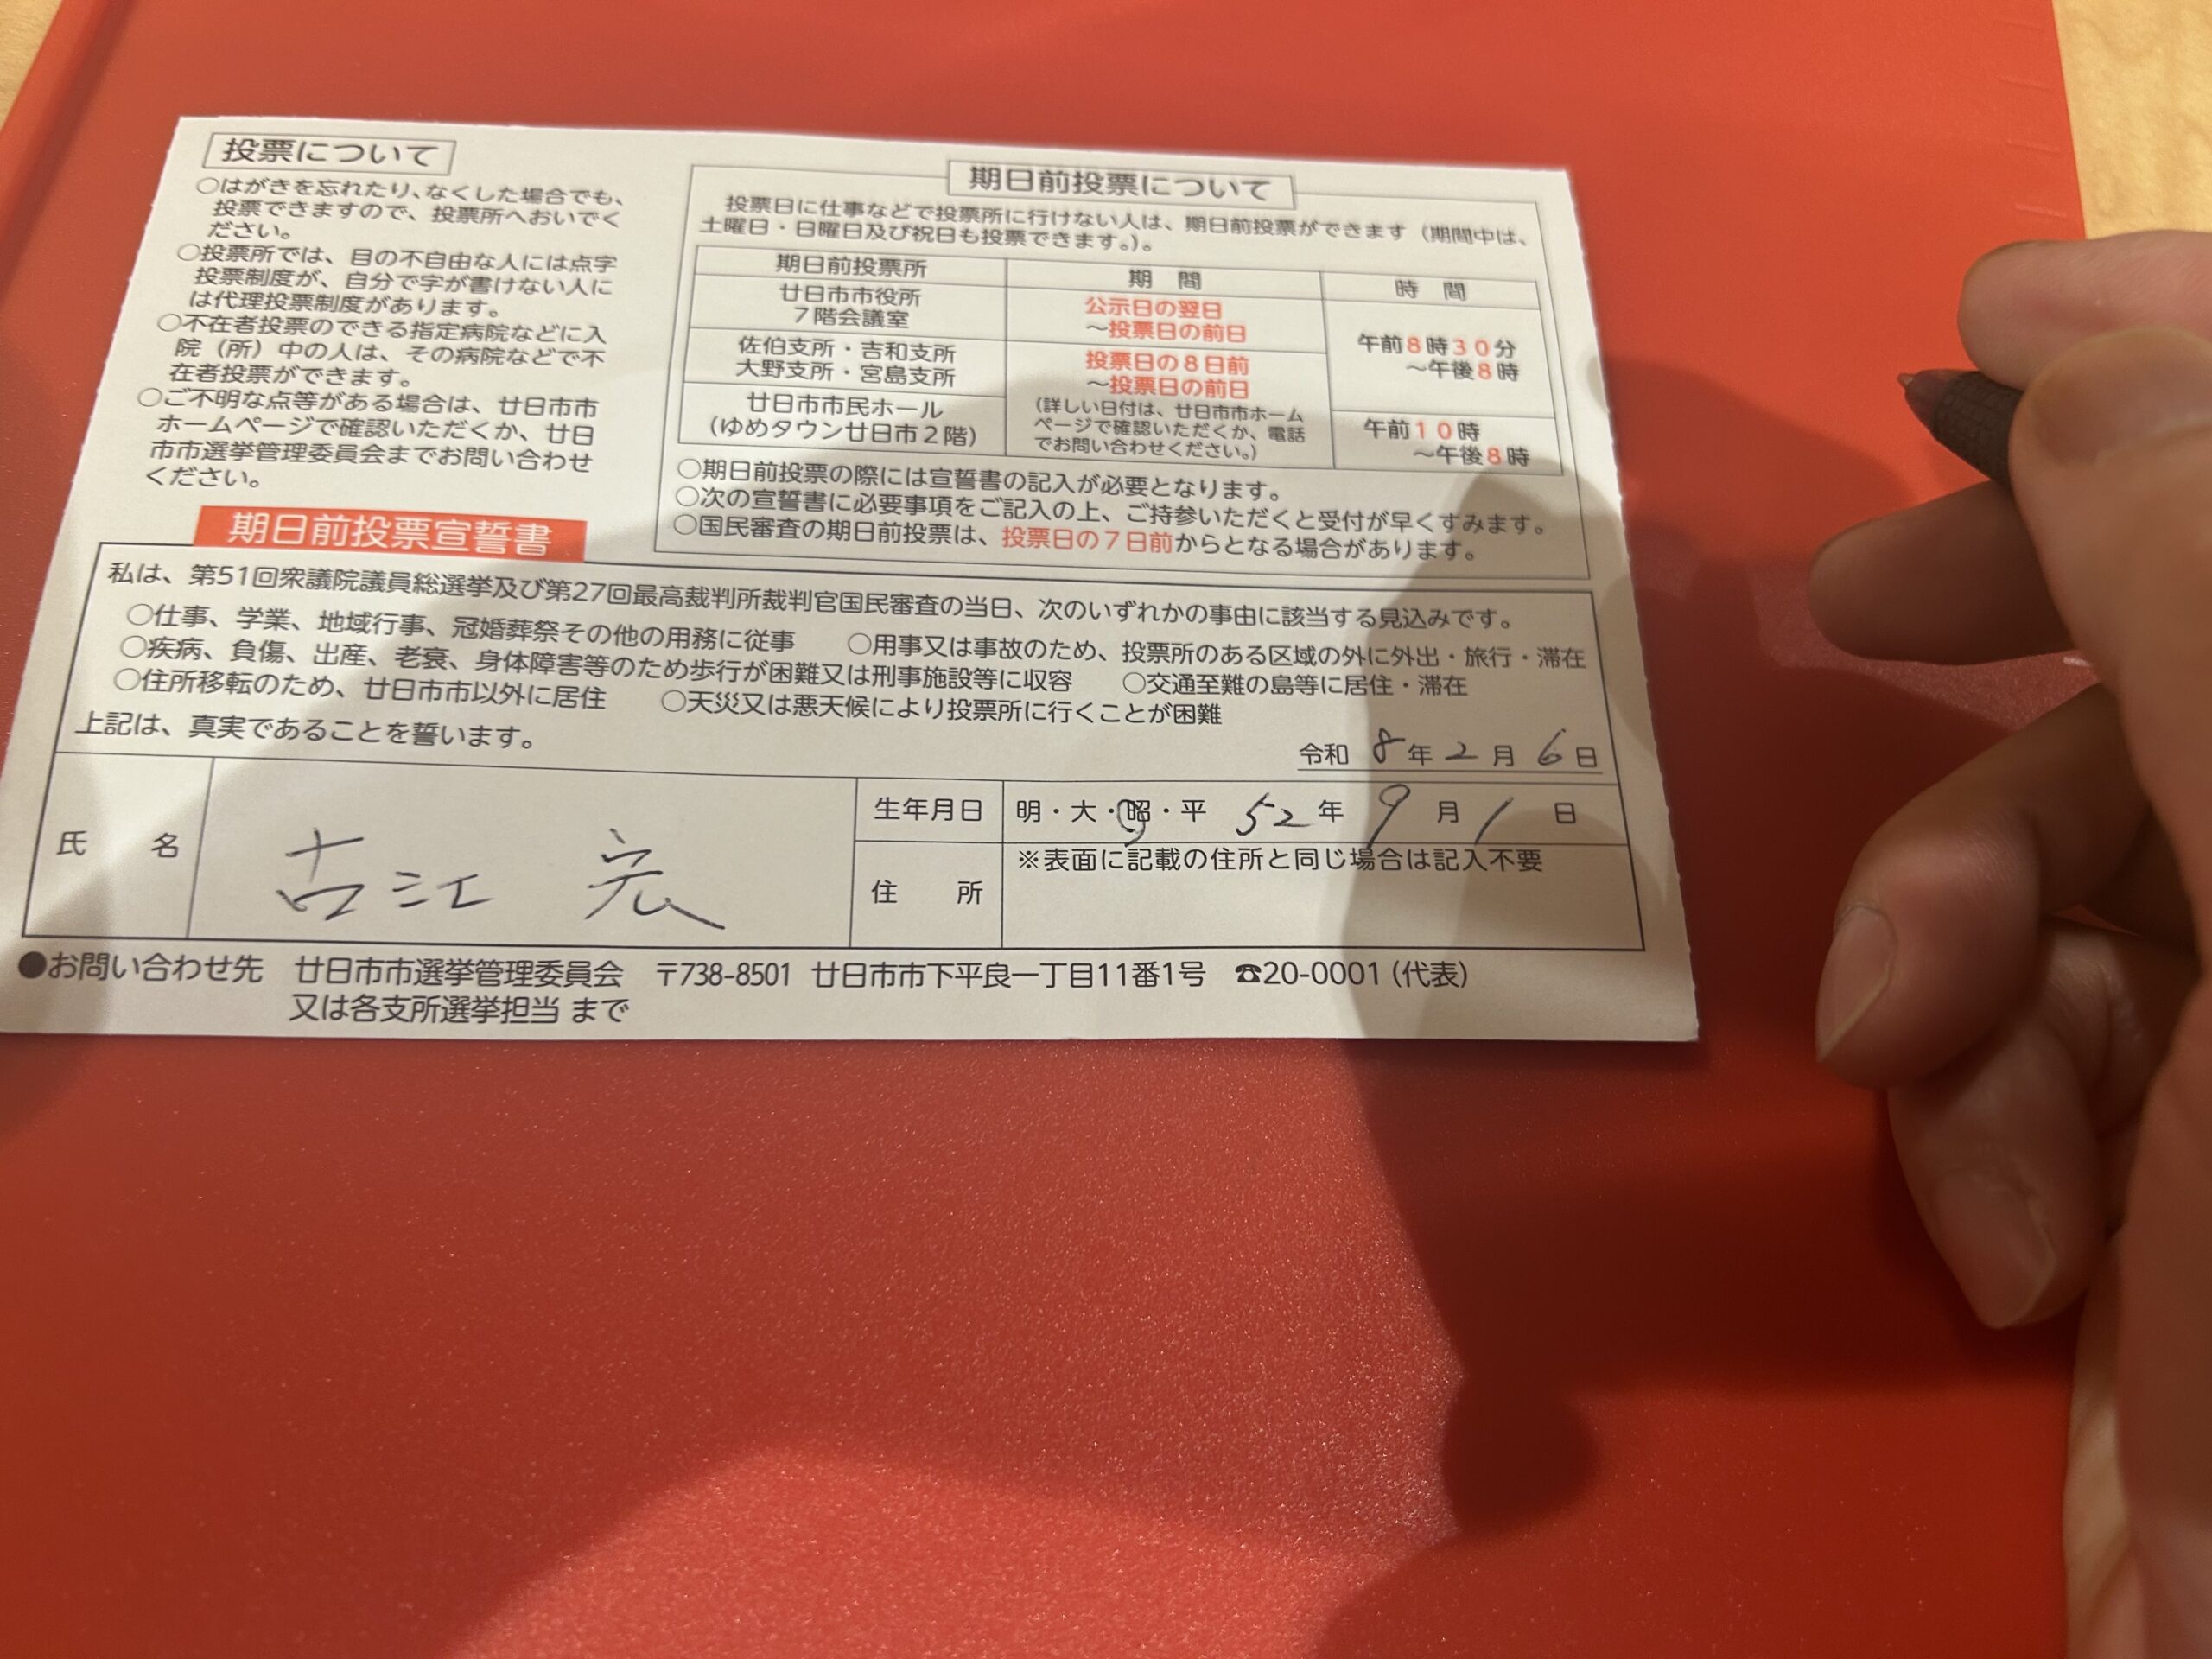 投票について
○はがきを忘れたり、なくした場合でも、
投票できますので、投票所へおいでく
ださい。
○投票所では、目の不自由な人には点字
投票制度が、自分で字が書けない人に
は代理投票制度があります。
○不在者投票のできる指定病院などに入
院（所）中の人は、その病院などで不
在者投票ができます。
○ご不明な点等がある場合は、廿日市市
ホームページで確認いただくか、廿日
市市選挙管理委員会までお問い合わせ
ください。
期日前投票について
投票日に仕事などで投票所に行けない人は、期日前投票ができます（期間中は、
土曜日・日曜日及び祝日も投票できます。）。
期日前投票所 期 間 時 間
廿日市市役所
７階会議室
公示日の翌日
～投票日の前日
午前８時３０分
～午後８時
佐伯支所・吉和支所
大野支所・宮島支所
投票日の８日前
～投票日の前日
（詳しい日付は、廿日市市ホーム
ページで確認いただくか、電話
でお問い合わせください。）
廿日市市民ホール
（ゆめタウン廿日市２階）
午前１０時
～午後８時
○期日前投票の際には宣誓書の記入が必要となります。
○次の宣誓書に必要事項をご記入の上、ご持参いただくと受付が早くすみます。
○国民審査の期日前投票は、投票日の７日前からとなる場合があります。
期日前投票宣誓書
私は、第51回衆議院議員総選挙及び第27回最高裁判所裁判官国民審査の当日、次のいずれかの事由に該当する見込みです。
○仕事、学業、地域行事、冠婚葬祭その他の用務に従事 ○用事又は事故のため、投票所のある区域の外に外出・旅行・滞在
○疾病、負傷、出産、老衰、身体障害等のため歩行が困難又は刑事施設等に収容 ○交通至難の島等に居住・滞在
○住所移転のため、廿日市市以外に居住 ○天災又は悪天候により投票所に行くことが困難
上記は、真実であることを誓います。
令和 8 年 2 月 6 日
氏 名 古江 宏
生年月日 明・大・昭・平 52 年 9 月 1 日
住 所 ※表面に記載の住所と同じ場合は記入不要
●お問い合わせ先 廿日市市選挙管理委員会 〒738-8501 廿日市市下平良一丁目11番1号 ☎20-0001（代表）
又は各支所選挙担当 まで